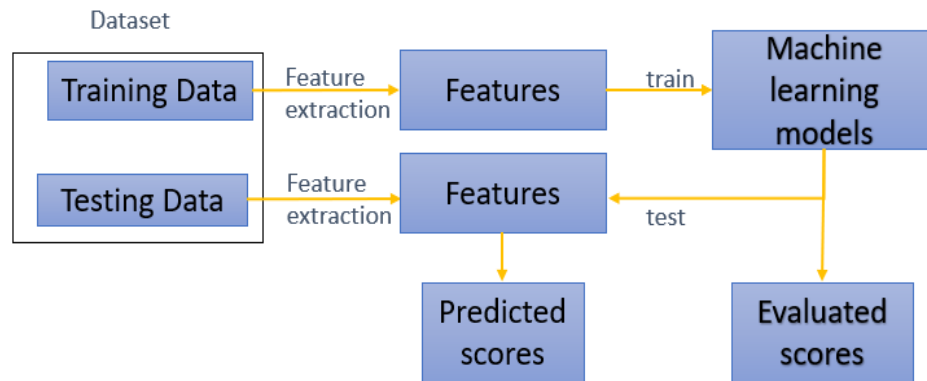 Dataset
Training Data
Feature
extraction
Features
train
Machine
learning
models
Testing Data
Feature
extraction
Features
test
Predicted
scores
Evaluated
scores